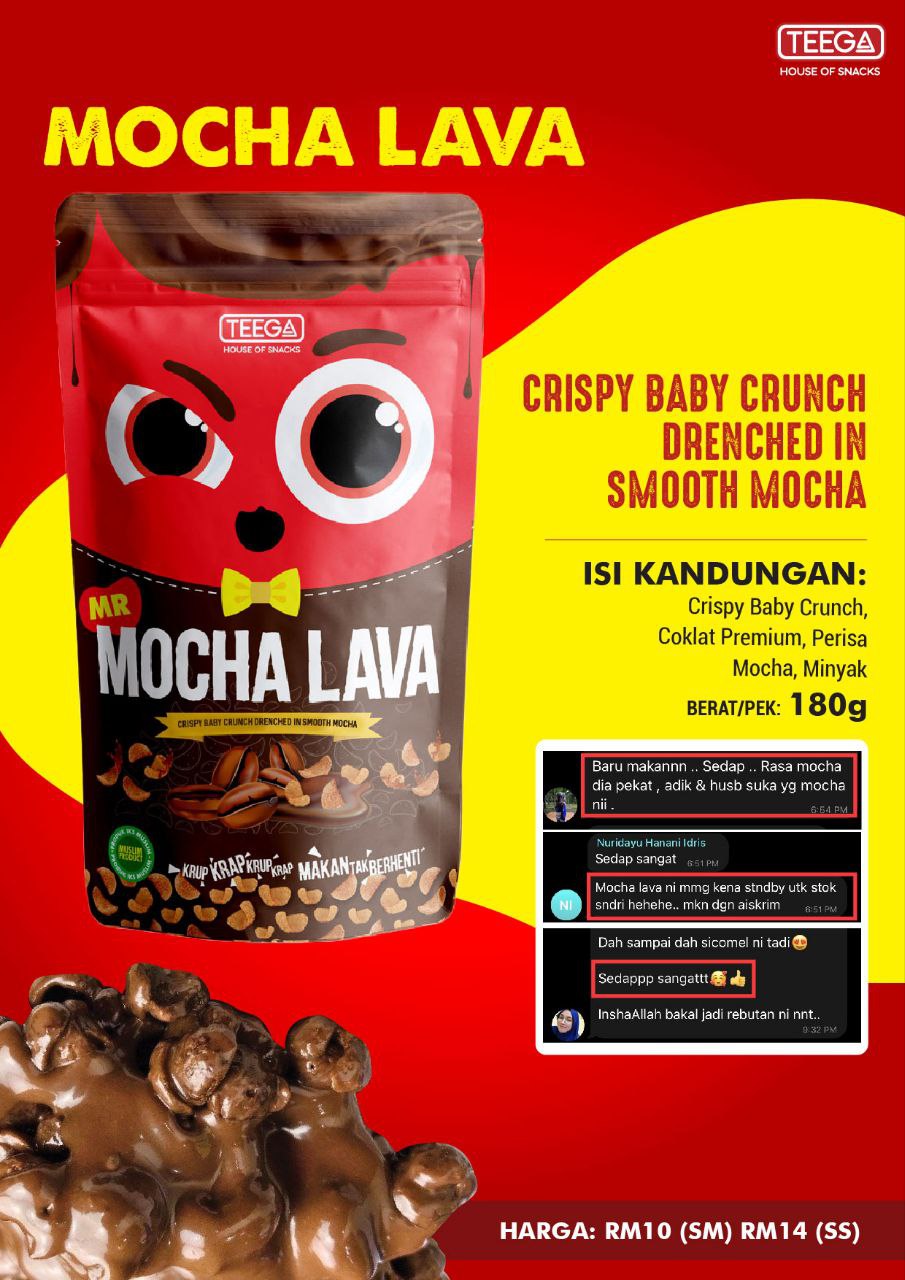 TEEGA
HOUSE OF SNACKS
MOCHA LAVA
TEEGA
HOUSE OF SNACKS
MR
MOCHA LAVA
CRISPY BABY CRUNCH DRENCHED IN SMOOTH MOCHA
MUSLIM
PRODUCT
KRUP KRAP KRUP KRAP MAKAN TAK BERHENTI
CRISPY BABY CRUNCH
DRENCHED IN
SMOOTH MOCHA
ISI KANDUNGAN:
Crispy Baby Crunch,
Coklat Premium, Perisa
Mocha, Minyak
BERAT/PEK: 180g
Baru makannn .. Sedap .. Rasa mocha
dia pekat , adik & husb suka yg mocha
nii .
6:54 PM
Nuridayu Hanani Idris
Sedap sangat
6:51 PM
NI
Mocha lava ni mmg kena stndby utk stok
sndri hehehe.. mkn dgn aiskrim
6:51 PM
Dah sampai dah sicomel ni tadi😍
Sedappp sangattt🥰👍
InshaAllah bakal jadi rebutan ni nnt..
9:32 PM
HARGA: RM10 (SM) RM14 (SS)